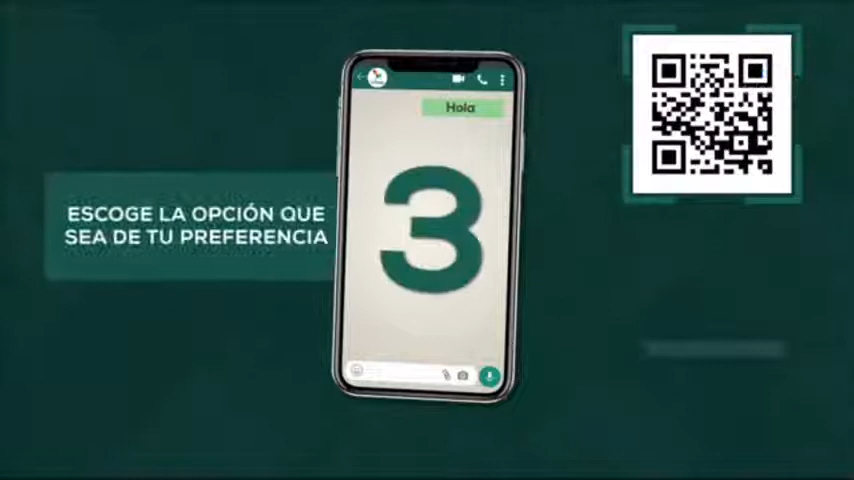 ESCOGE LA OPCIÓN QUE
SEA DE TU PREFERENCIA
Hola
3